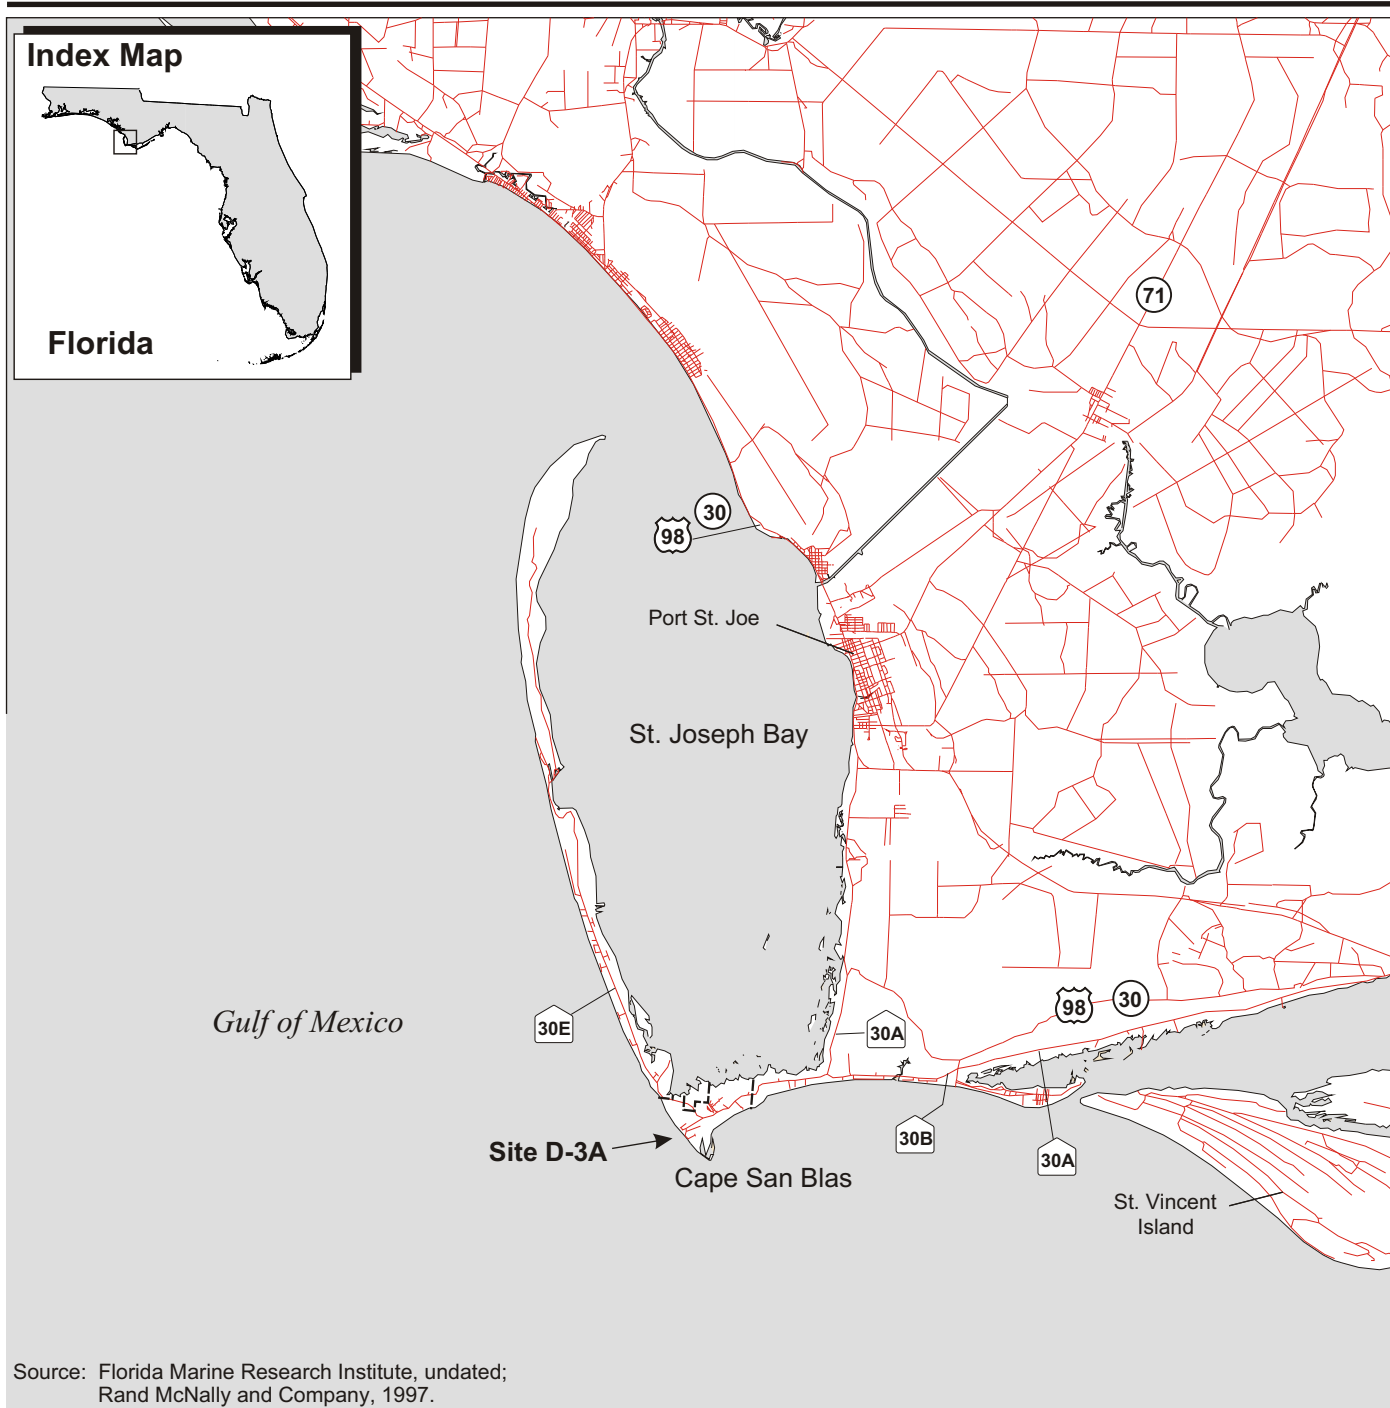 Index Map
Florida
71
30
98
Port St. Joe
St. Joseph Bay
Gulf of Mexico
30E
30A
98
30
30B
30A
Site D-3A
Cape San Blas
St. Vincent
Island
Source: Florida Marine Research Institute, undated;
Rand McNally and Company, 1997.